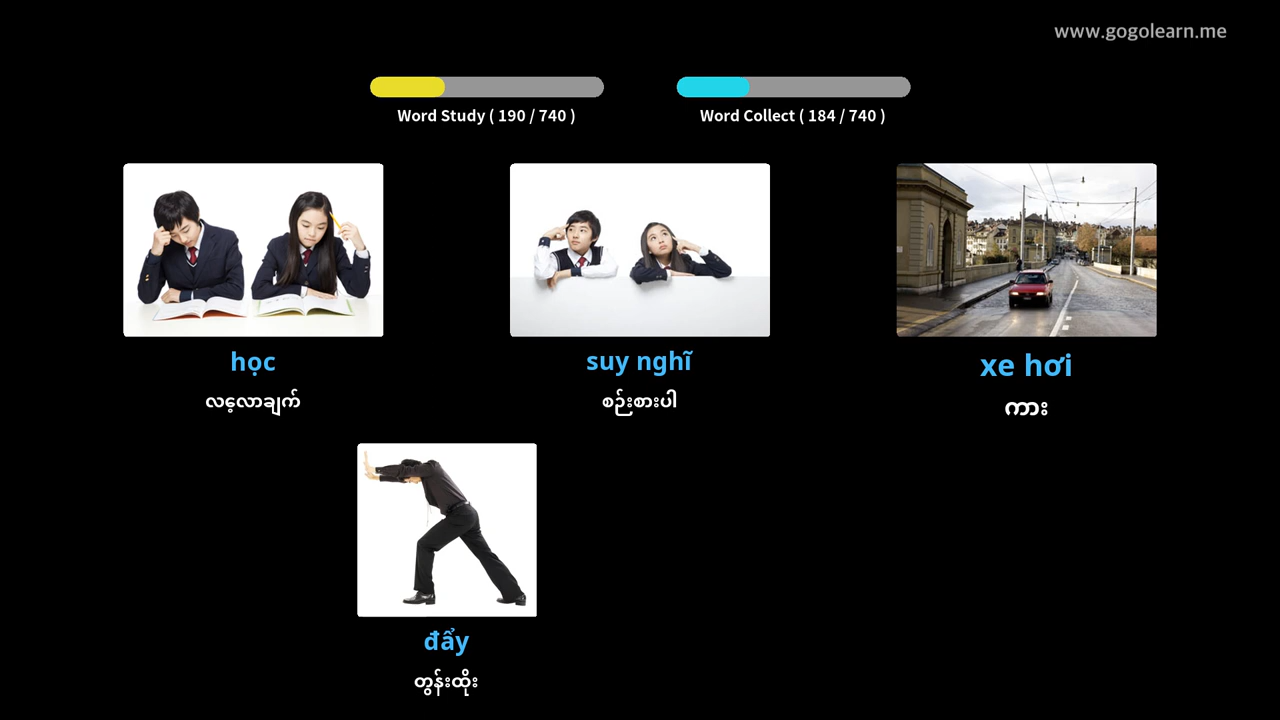 www.gogolearn.me
Word Study ( 190 / 740 )
Word Collect ( 184 / 740 )
học
suy nghĩ
xe hơi
လေ့လာချက်
စဉ်းစားပါ
ကား
đẩy
တွန်းထိုး